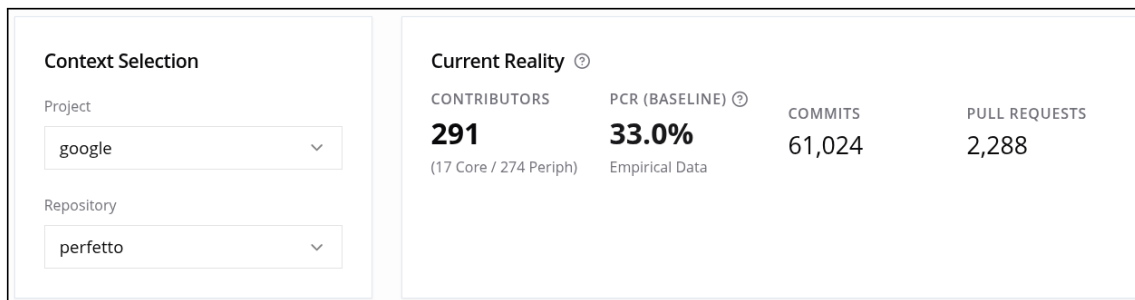 Context Selection
Project
google
Repository
perfetto
Current Reality
CONTRIBUTORS
291
(17 Core / 274 Periph)
PCR (BASELINE)
33.0%
Empirical Data
COMMITS
61,024
PULL REQUESTS
2,288